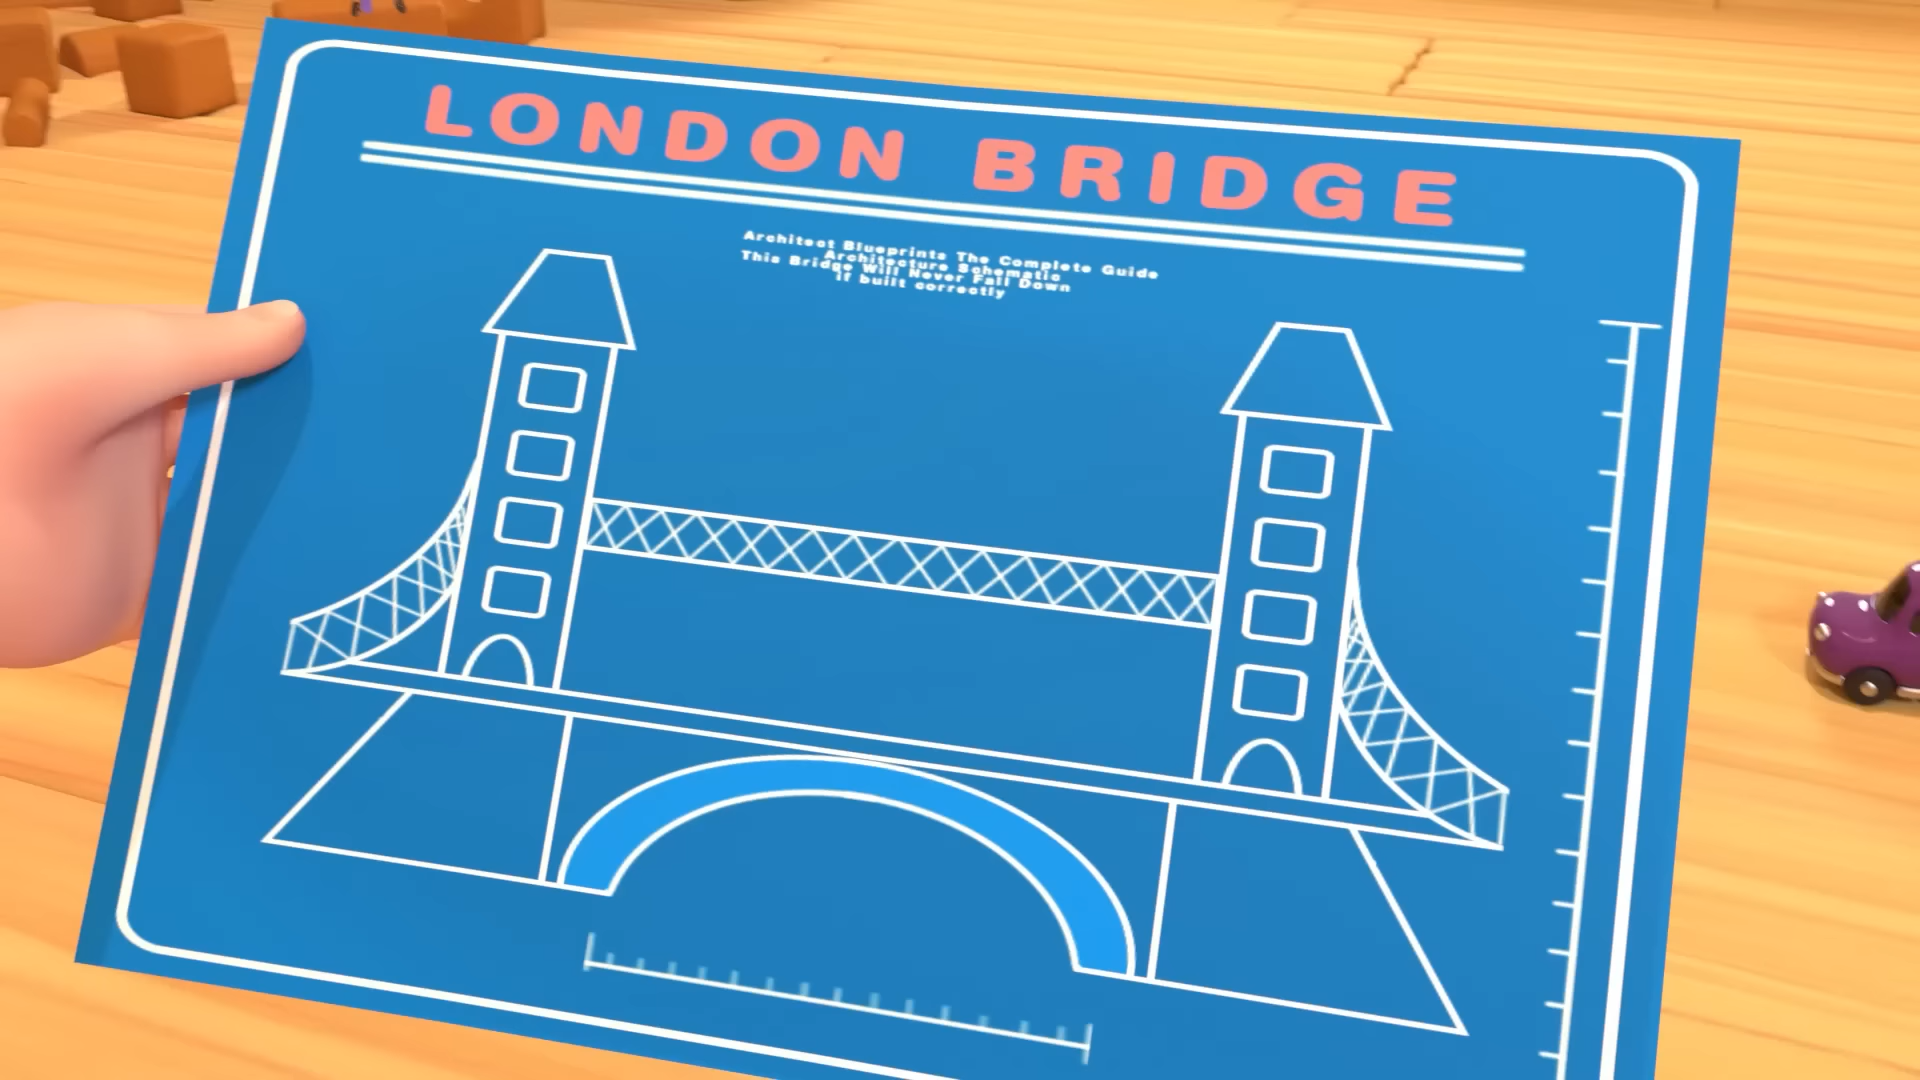 LONDON BRIDGE
Architect Blueprints The Complete Guide
Architecture Schematic
This Bridge Will Never Fall Down
if built correctly